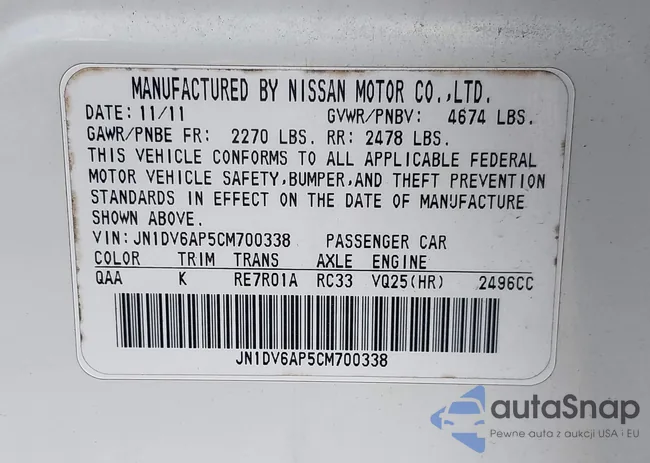 MANUFACTURED BY NISSAN MOTOR CO.,LTD.
DATE: 11/11 GVWR/PNBV: 4674 LBS.
GAWR/PNBE FR: 2270 LBS. RR: 2478 LBS.
THIS VEHICLE CONFORMS TO ALL APPLICABLE FEDERAL
MOTOR VEHICLE SAFETY,BUMPER,AND THEFT PREVENTION
STANDARDS IN EFFECT ON THE DATE OF MANUFACTURE
SHOWN ABOVE.
VIN: JN1DV6AP5CM700338 PASSENGER CAR
COLOR TRIM TRANS AXLE ENGINE
QAA K RE7R01A RC33 VQ25(HR) 2496CC
JN1DV6AP5CM700338
autaSnap
Pewne auta z aukcji USA i EU